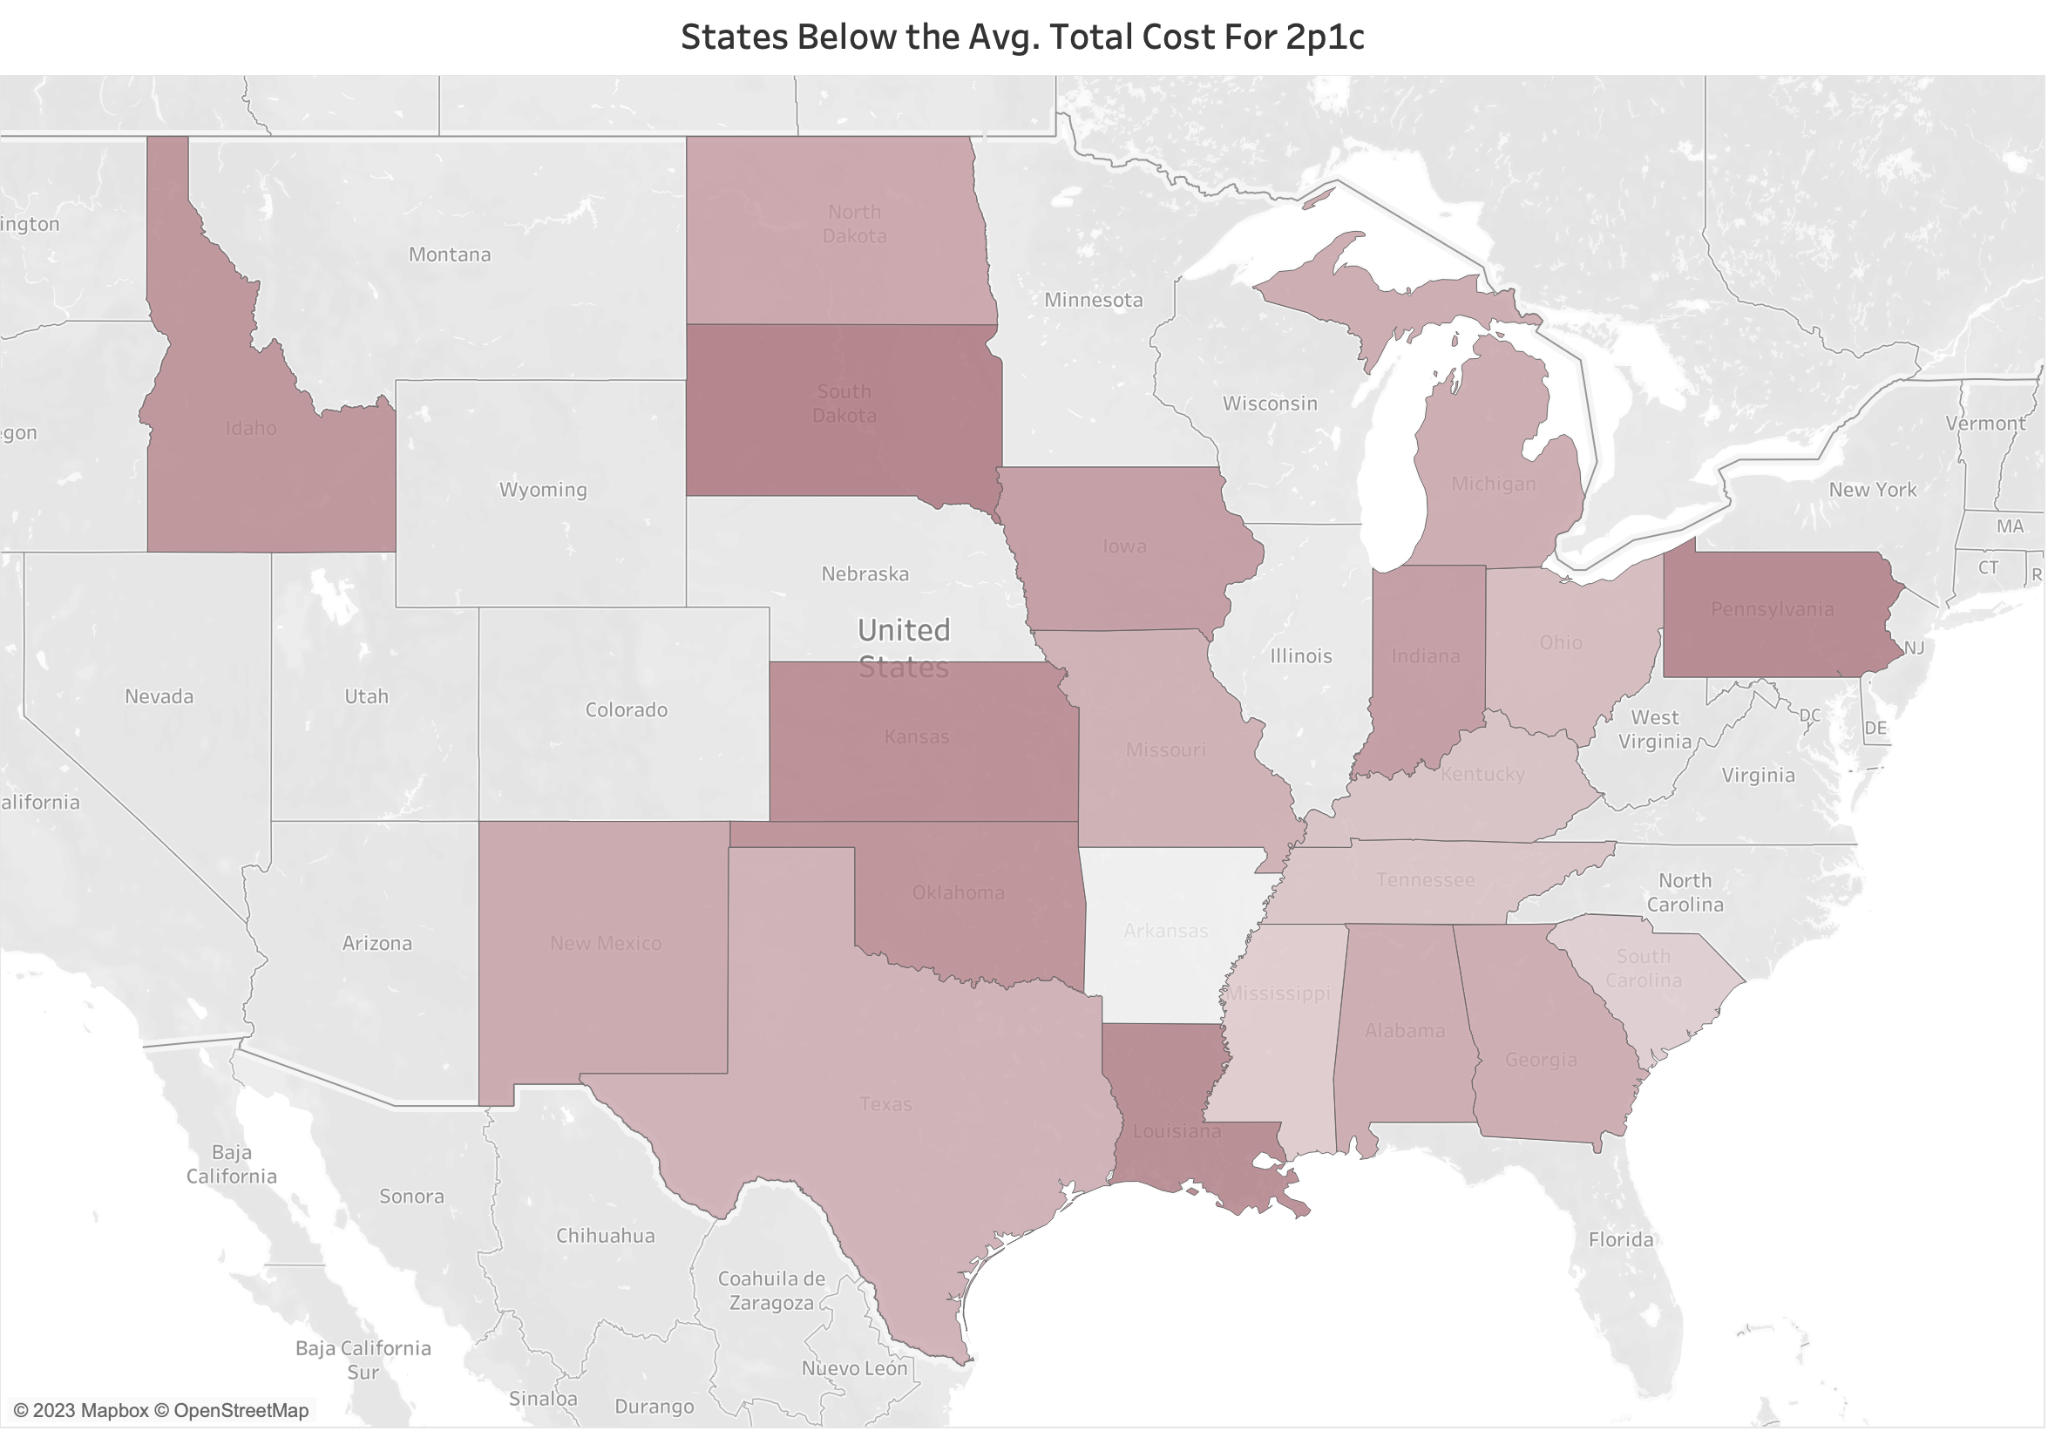 States Below the Avg. Total Cost For 2p1c
North
Dakota
ington
Montana
Minnesota
South
Dakota
Wisconsin
Vermont
Idaho
egon
Michigan
Wyoming
New York
MA
Iowa
CT
R
Nebraska
Pennsylvania
United
States
Ohio
NJ
Illinois
Indiana
Nevada
Utah
Colorado
West
Virginia
DC
DE
Kansas
Missouri
Kentucky
Virginia
alifornia
Oklahoma
Tennessee
North
Carolina
Arizona
New Mexico
Arkansas
South
Carolina
Mississippi
Alabama
Georgia
Texas
Louisiana
Baja
California
Sonora
Chihuahua
Florida
Coahuila de
Zaragoza
Baja California
Sur
Nuevo León
Sinaloa
Durango
© 2023 Mapbox © OpenStreetMap